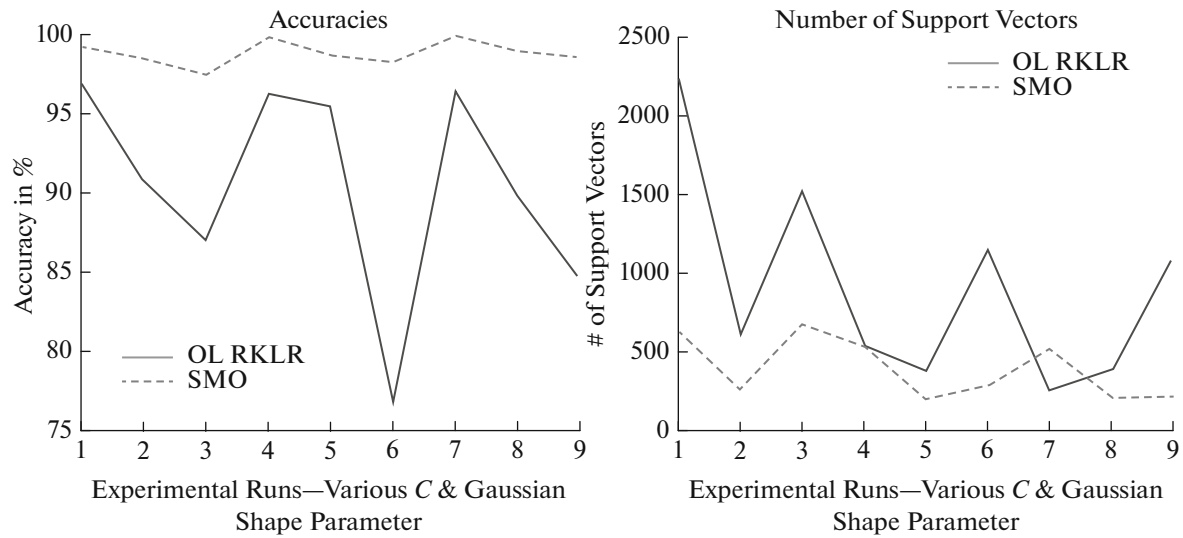 Accuracies
100
95
90
85
80
75
Accuracy in %
OL RKLR
SMO
1 2 3 4 5 6 7 8 9
Experimental Runs—Various C & Gaussian
Shape Parameter
Number of Support Vectors
2500
2000
1500
1000
500
0
# of Support Vectors
OL RKLR
SMO
1 2 3 4 5 6 7 8 9
Experimental Runs—Various C & Gaussian
Shape Parameter